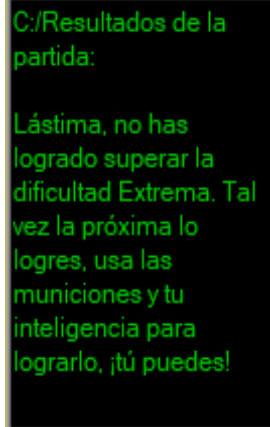 C:/Resultados de la
partida:
Lástima, no has
logrado superar la
dificultad Extrema. Tal
vez la próxima lo
logres, usa las
municiones y tu
inteligencia para
lograrlo, ¡tú puedes!